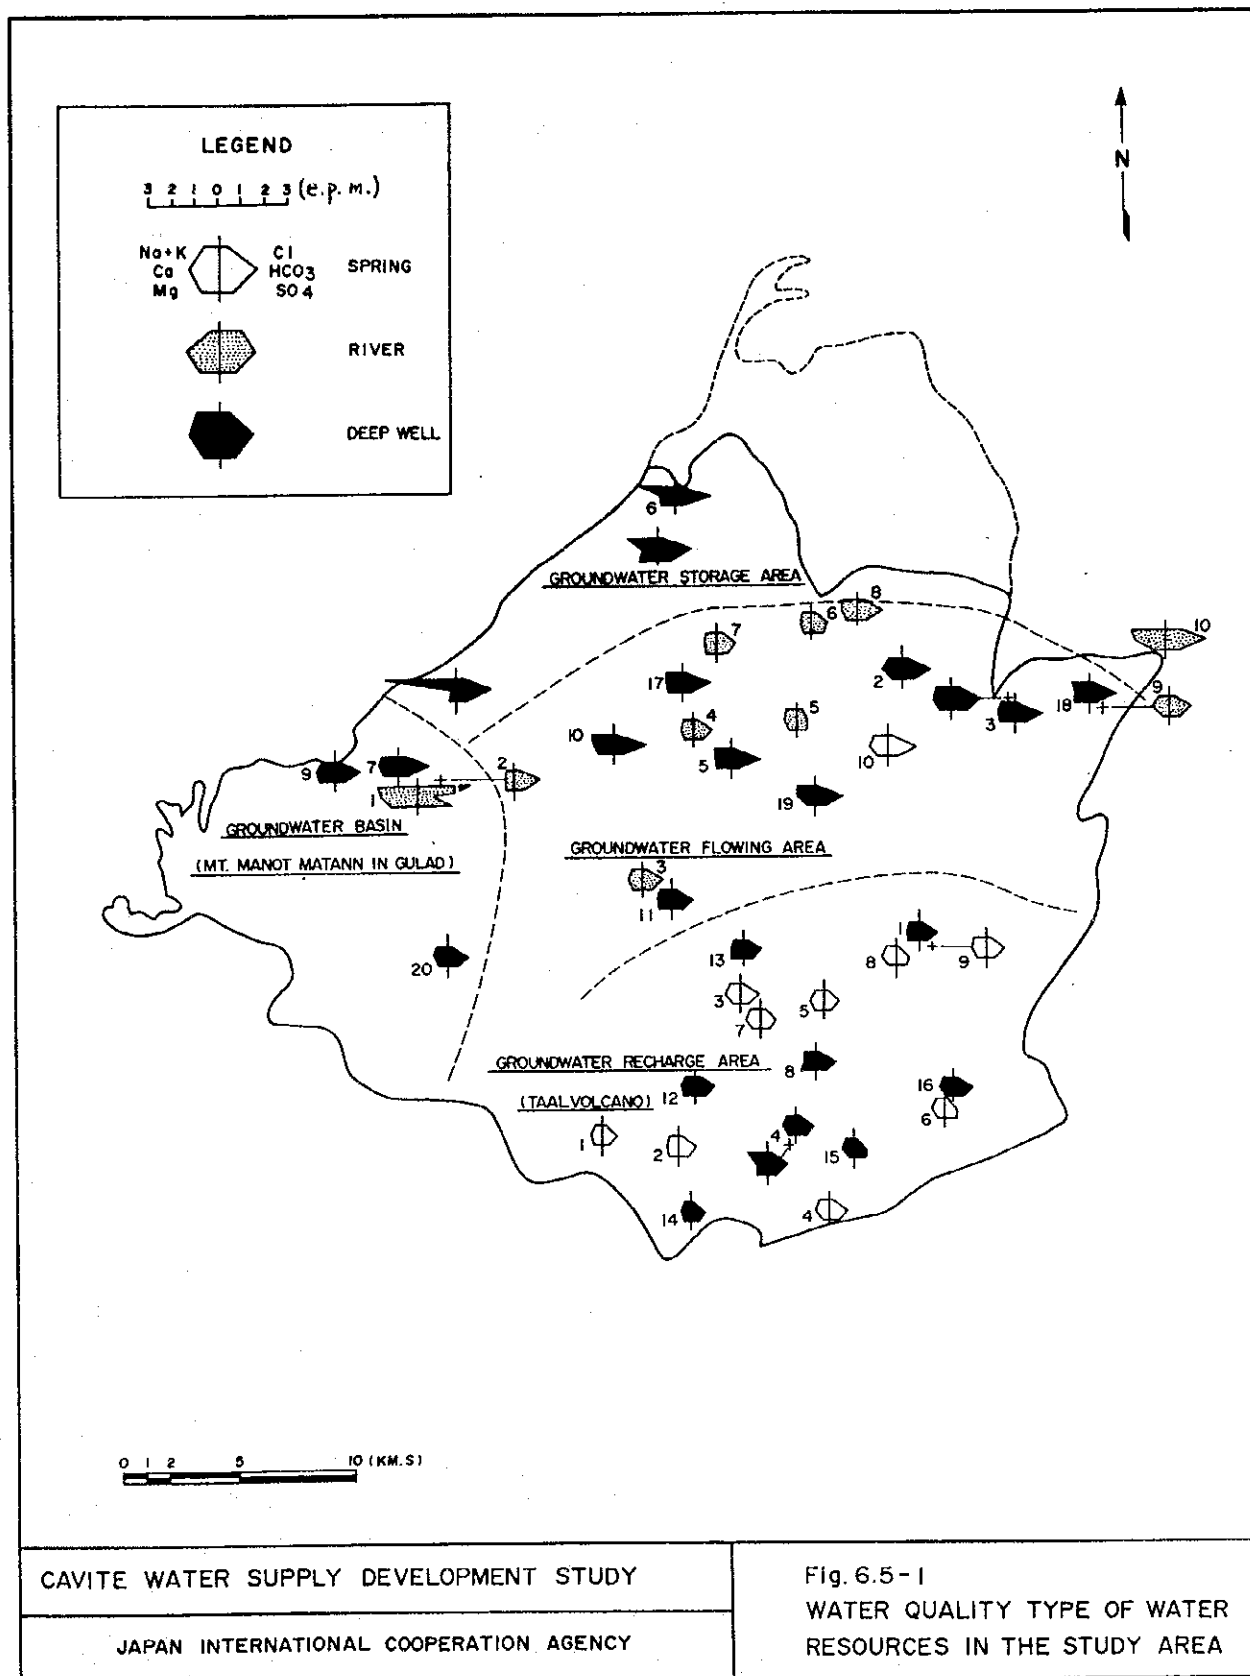 LEGEND
3 2 1 0 1 2 3 (e.p.m.)
Na+K Cl
Ca HCO3 SPRING
Mg SO4
RIVER
DEEP WELL
N
6
GROUNDWATER STORAGE AREA
8
6
7
10
2
17
18
9
3
4
5
10
10
5
2
9
7
1
19
GROUNDWATER BASIN
(MT. MANOT MATANN IN GULAD)
GROUNDWATER FLOWING AREA
3
11
1
8
9
13
20
3
5
7
GROUNDWATER RECHARGE AREA
8
(TAAL VOLCANO)
12
16
6
1
2
4
15
14
4
0 1 2 5 10 (KM.S)
CAVITE WATER SUPPLY DEVELOPMENT STUDY
JAPAN INTERNATIONAL COOPERATION AGENCY
Fig. 6.5-1
WATER QUALITY TYPE OF WATER
RESOURCES IN THE STUDY AREA